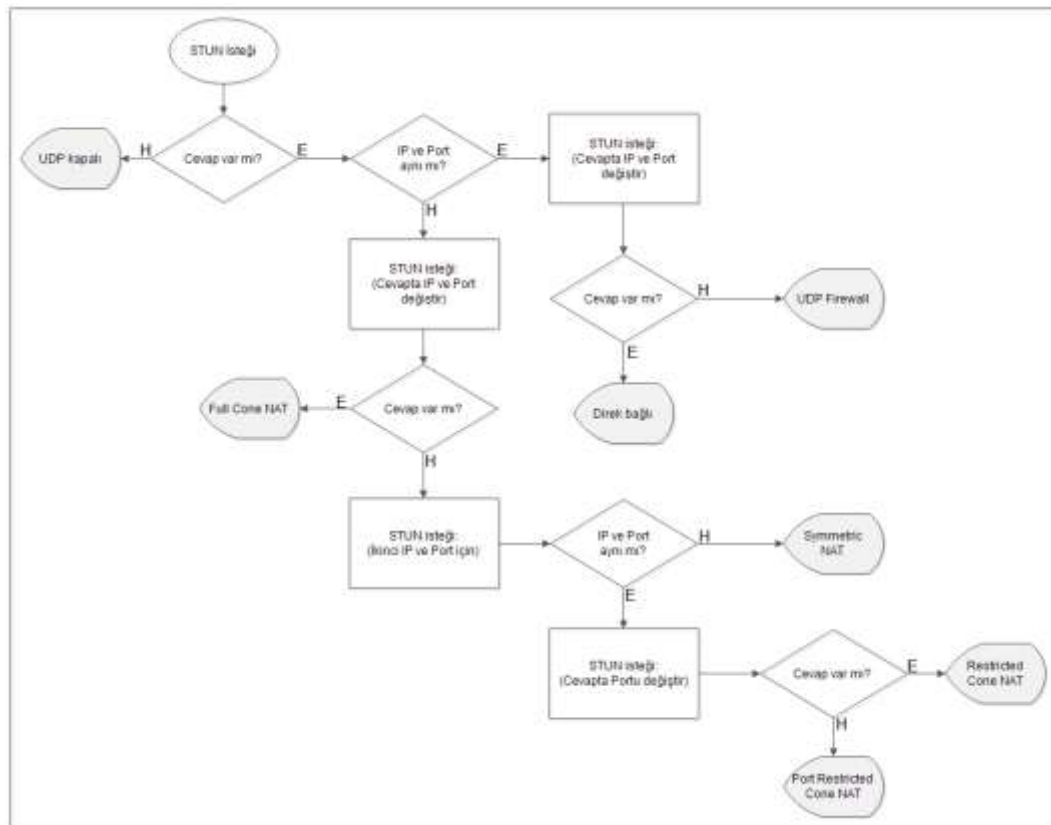 STUN İsteği
UDP kapalı
H
Cevap var mı?
E
IP ve Port
aynı mı?
E
STUN isteği:
(Cevapta IP ve Port
değiştir)
H
STUN isteği:
(Cevapta IP ve Port
değiştir)
Cevap var mı?
H
UDP Firewall
E
Full Cone NAT
E
Cevap var mı?
Direk bağlı
H
STUN isteği:
(İkinci IP ve Port için)
IP ve Port
aynı mı?
H
Symmetric
NAT
E
STUN isteği:
(Cevapta Portu değiştir)
Cevap var mı?
E
Restricted
Cone NAT
H
Port Restricted
Cone NAT